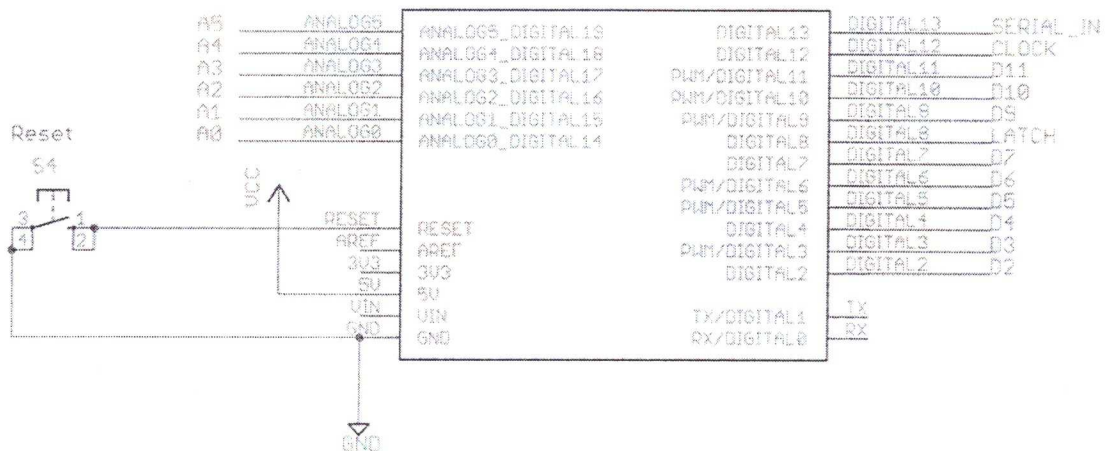 A5 ANALOG5 ANALOG5_DIGITAL19 DIGITAL13 DIGITAL13 SERIAL_IN
A4 ANALOG4 ANALOG4_DIGITAL18 DIGITAL12 DIGITAL12 CLOCK
A3 ANALOG3 ANALOG3_DIGITAL17 PWM/DIGITAL11 DIGITAL11 D11
A2 ANALOG2 ANALOG2_DIGITAL16 PWM/DIGITAL10 DIGITAL10 D10
A1 ANALOG1 ANALOG1_DIGITAL15 PWM/DIGITAL9 DIGITAL9 D9
A0 ANALOG0 ANALOG0_DIGITAL14 DIGITAL8 DIGITAL8 LATCH
Reset
S4
VCC
DIGITAL7 DIGITAL7 D7
PWM/DIGITAL6 DIGITAL6 D6
PWM/DIGITAL5 DIGITAL5 D5
3 1 RESET RESET DIGITAL4 DIGITAL4 D4
4 2 AREF AREF PWM/DIGITAL3 DIGITAL3 D3
3V3 3V3 DIGITAL2 DIGITAL2 D2
5V 5V
VIN VIN TX/DIGITAL1 TX
GND GND RX/DIGITAL0 RX
GND